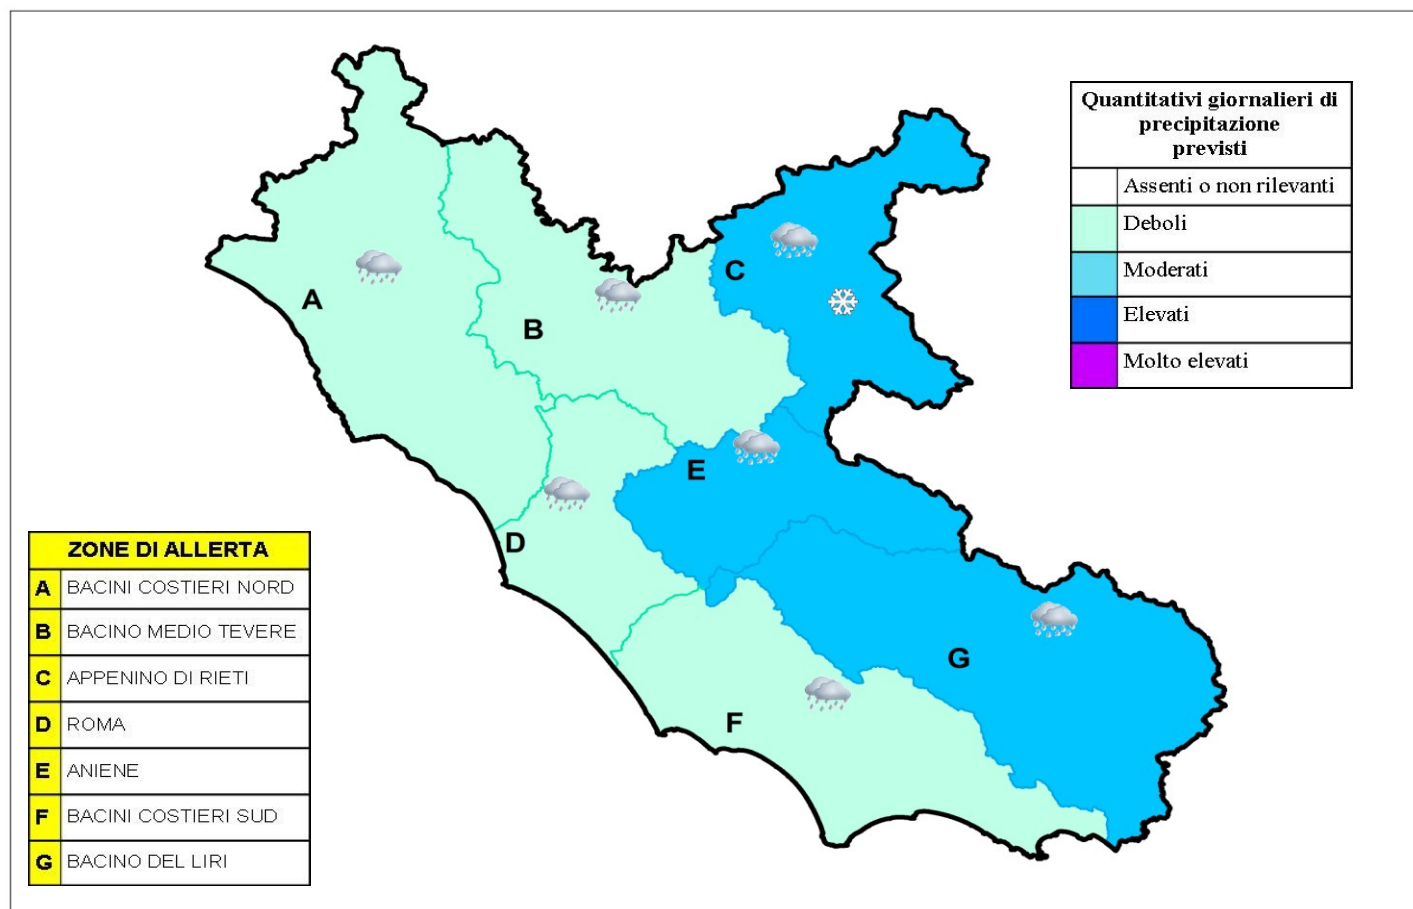 Quantitativi giornalieri di
precipitazione
previsti
Assenti o non rilevanti
Deboli
Moderati
Elevati
Molto elevati
A
B
C
D
E
F
G
ZONE DI ALLERTA
A BACINI COSTIERI NORD
B BACINO MEDIO TEVERE
C APPENINO DI RIETI
D ROMA
E ANIENE
F BACINI COSTIERI SUD
G BACINO DEL LIRI